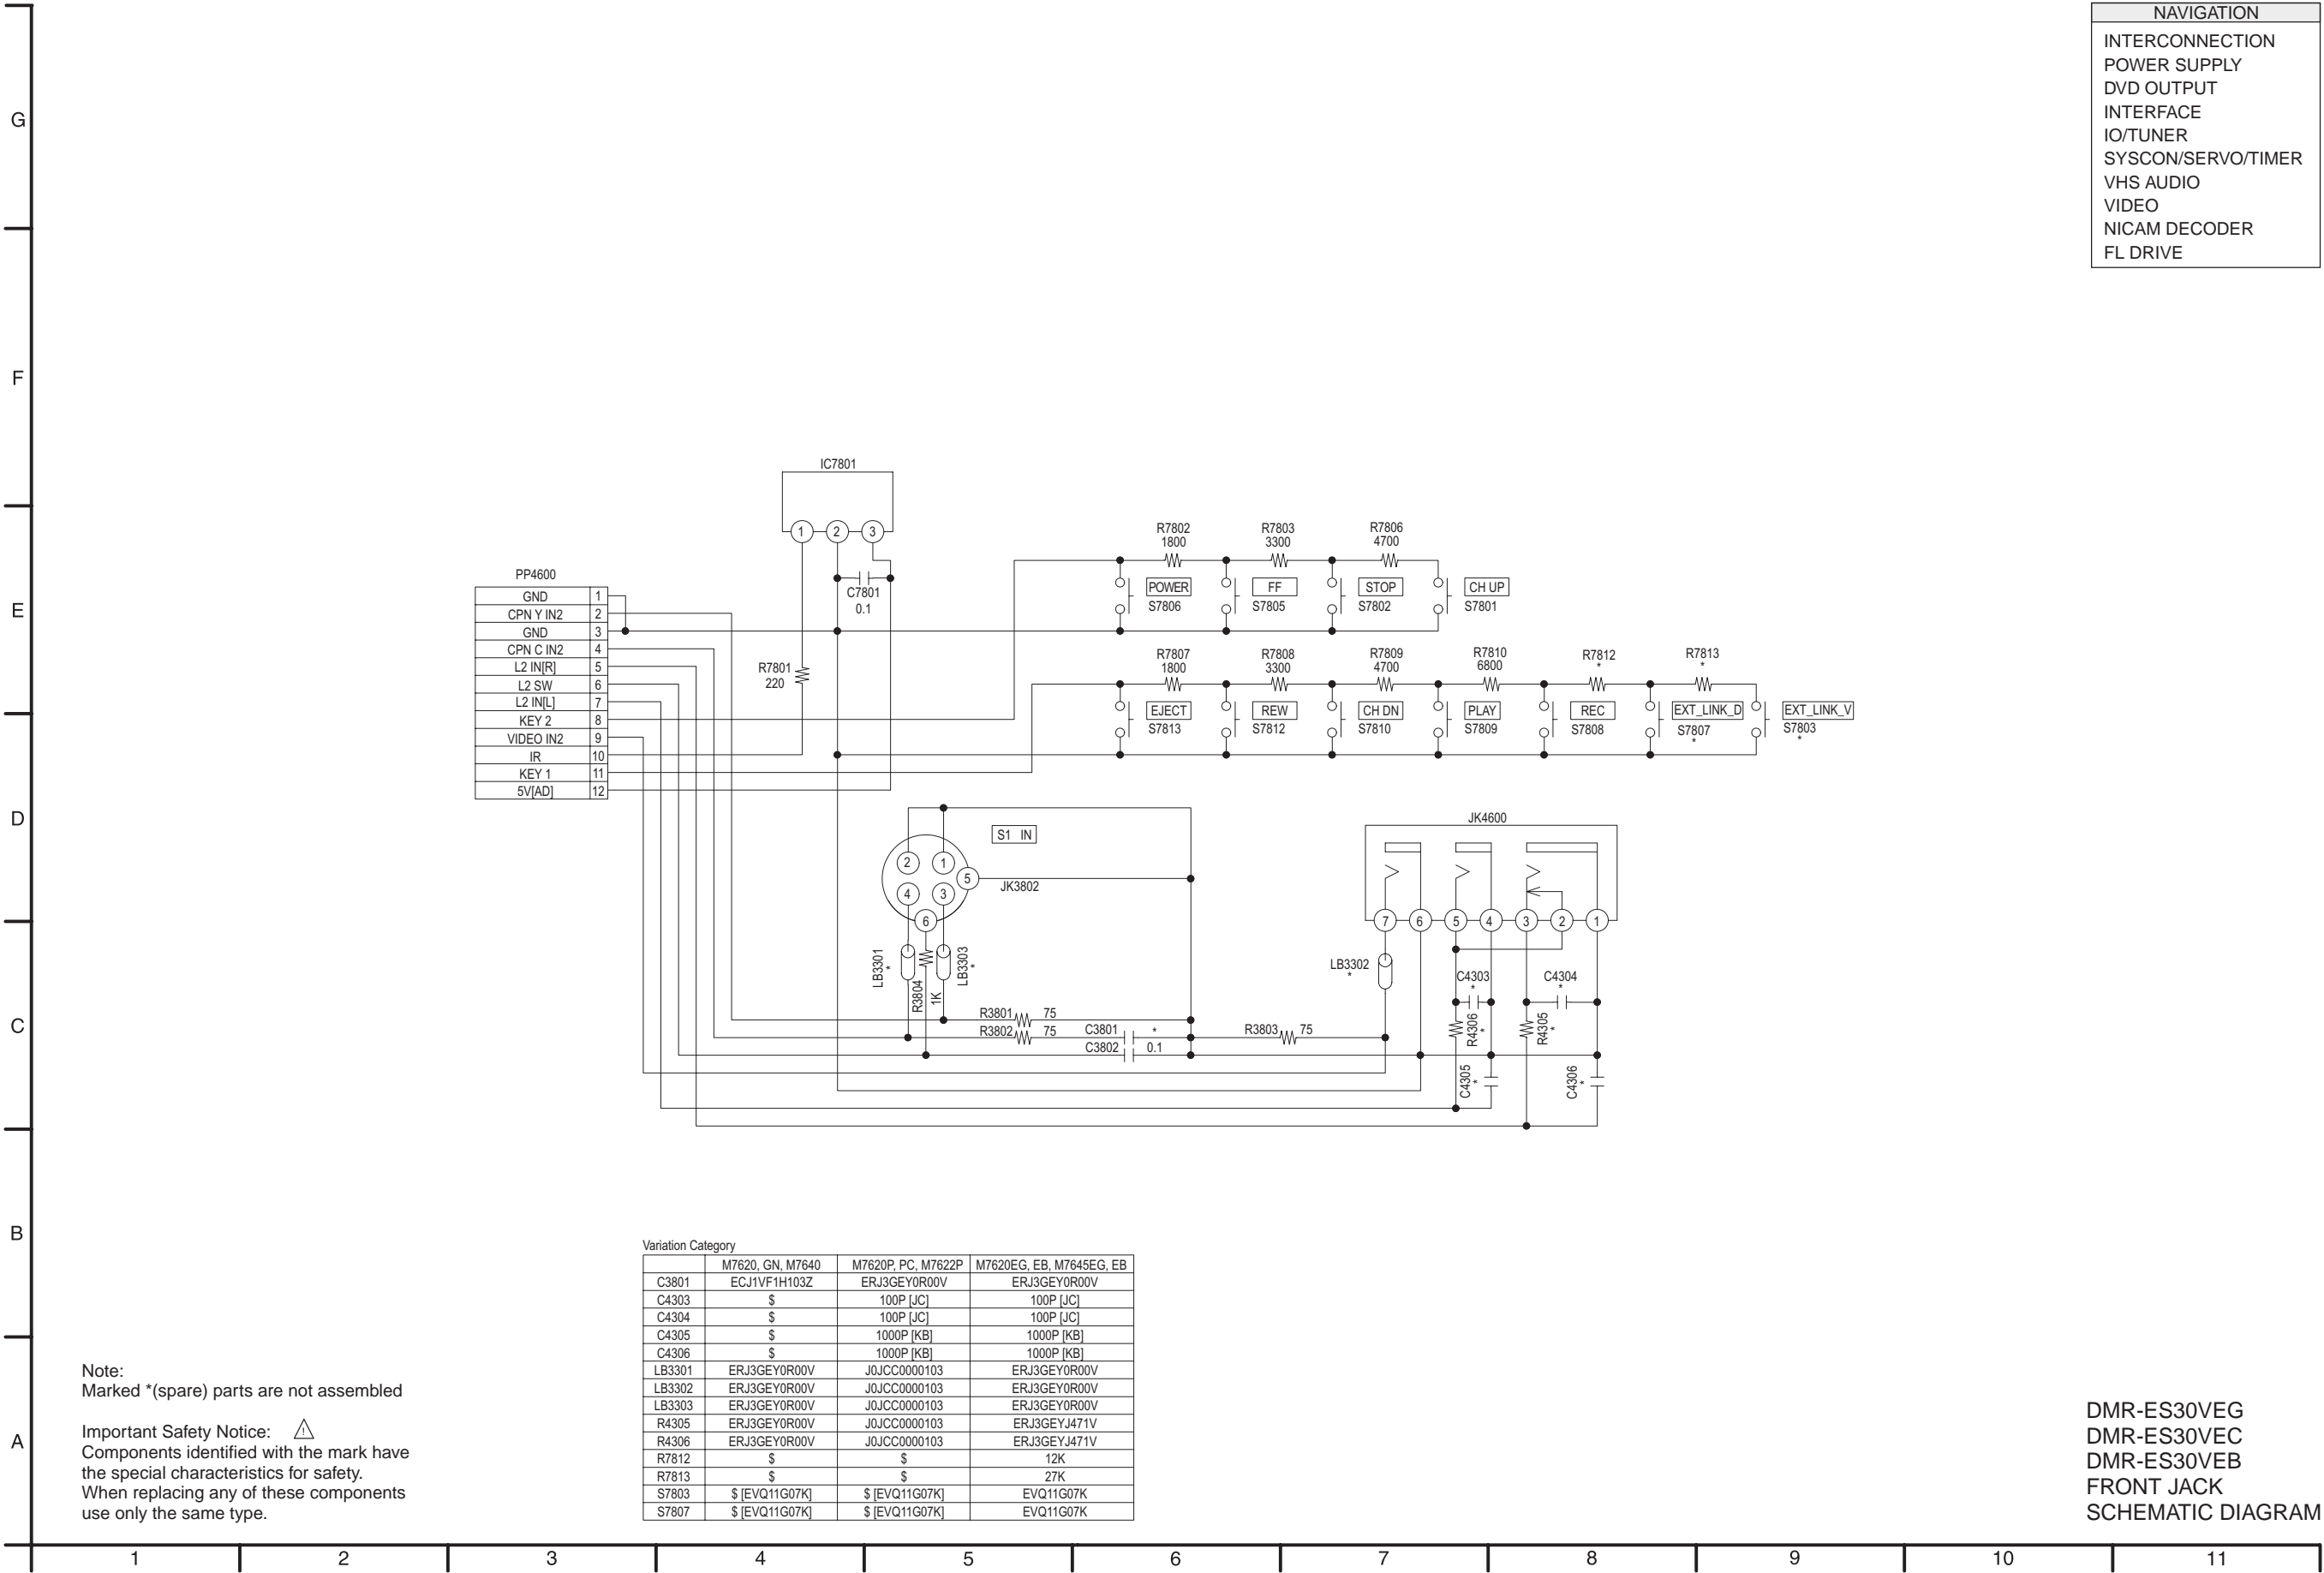 NAVIGATION
INTERCONNECTION
POWER SUPPLY
DVD OUTPUT
INTERFACE
IO/TUNER
SYSCON/SERVO/TIMER
VHS AUDIO
VIDEO
NICAM DECODER
FL DRIVE
G
F
E
D
C
B
A
IC7801
1 2 3
C7801
0.1
R7801
220
PP4600
GND 1
CPN Y IN2 2
GND 3
CPN C IN2 4
L2 IN[R] 5
L2 SW 6
L2 IN[L] 7
KEY 2 8
VIDEO IN2 9
IR 10
KEY 1 11
5V[AD] 12
R7802 R7803 R7806
1800 3300 4700
POWER FF STOP CH UP
S7806 S7805 S7802 S7801
R7807 R7808 R7809 R7810 R7812 R7813
1800 3300 4700 6800 * *
EJECT REW CH DN PLAY REC EXT_LINK_D EXT_LINK_V
S7813 S7812 S7810 S7809 S7808 S7807 S7803
* *
S1 IN
2 1
5
4 3
6
JK3802
LB3301
*
R3804
1K
LB3303
*
R3801 75
R3802 75
C3801 *
C3802 0.1
R3803 75
JK4600
7 6 5 4 3 2 1
LB3302
*
C4303
*
C4304
*
R4306
*
R4305
*
C4305
*
C4306
*
Variation Category
M7620, GN, M7640 M7620P, PC, M7622P M7620EG, EB, M7645EG, EB
C3801 ECJ1VF1H103Z ERJ3GEY0R00V ERJ3GEY0R00V
C4303 $ 100P [JC] 100P [JC]
C4304 $ 100P [JC] 100P [JC]
C4305 $ 1000P [KB] 1000P [KB]
C4306 $ 1000P [KB] 1000P [KB]
LB3301 ERJ3GEY0R00V J0JCC0000103 ERJ3GEY0R00V
LB3302 ERJ3GEY0R00V J0JCC0000103 ERJ3GEY0R00V
LB3303 ERJ3GEY0R00V J0JCC0000103 ERJ3GEY0R00V
R4305 ERJ3GEY0R00V J0JCC0000103 ERJ3GEYJ471V
R4306 ERJ3GEY0R00V J0JCC0000103 ERJ3GEYJ471V
R7812 $ $ 12K
R7813 $ $ 27K
S7803 $ [EVQ11G07K] $ [EVQ11G07K] EVQ11G07K
S7807 $ [EVQ11G07K] $ [EVQ11G07K] EVQ11G07K
Note:
Marked *(spare) parts are not assembled
Important Safety Notice: ⚠
Components identified with the mark have
the special characteristics for safety.
When replacing any of these components
use only the same type.
DMR-ES30VEG
DMR-ES30VEC
DMR-ES30VEB
FRONT JACK
SCHEMATIC DIAGRAM
1 2 3 4 5 6 7 8 9 10 11